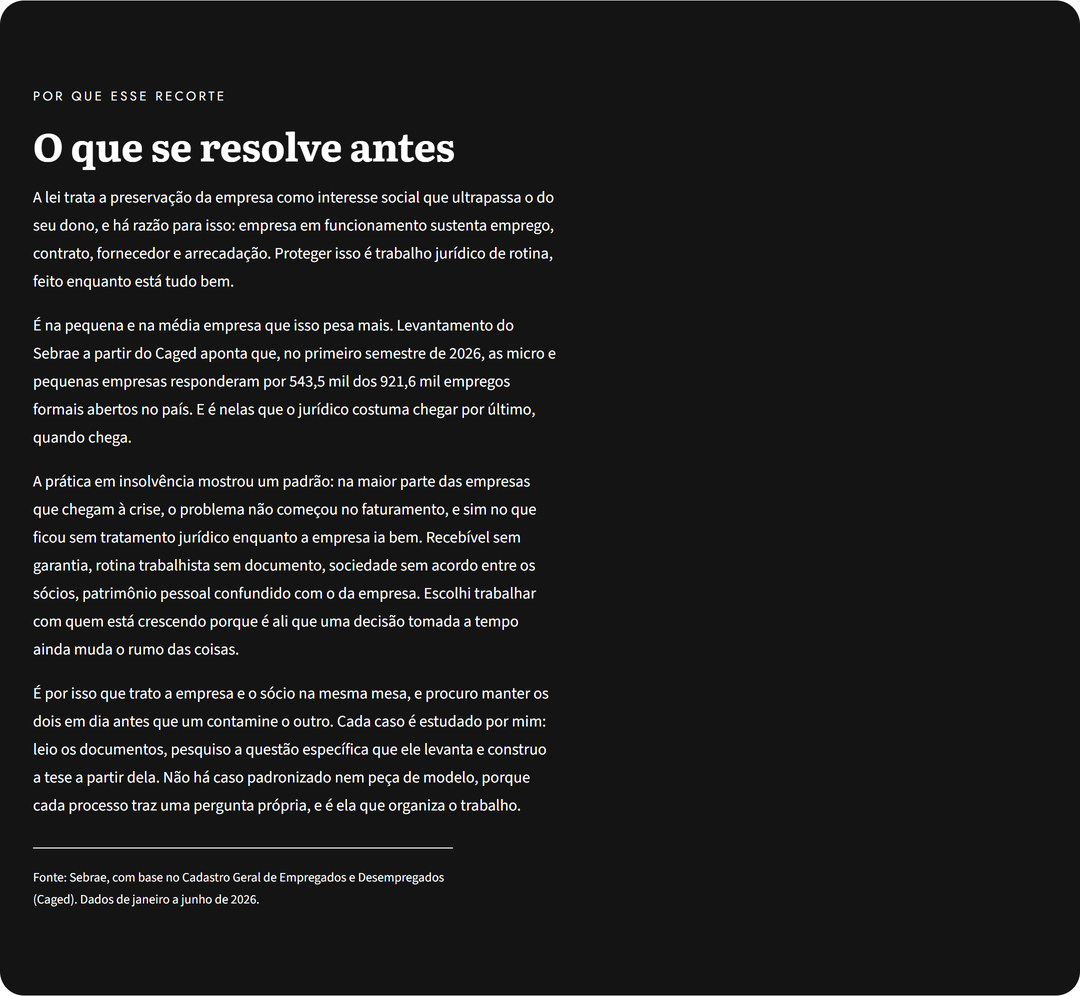 POR QUE ESSE RECORTE
O que se resolve antes
A lei trata a preservação da empresa como interesse social que ultrapassa o do
seu dono, e há razão para isso: empresa em funcionamento sustenta emprego,
contrato, fornecedor e arrecadação. Proteger isso é trabalho jurídico de rotina,
feito enquanto está tudo bem.
É na pequena e na média empresa que isso pesa mais. Levantamento do
Sebrae a partir do Caged aponta que, no primeiro semestre de 2026, as micro e
pequenas empresas responderam por 543,5 mil dos 921,6 mil empregos
formais abertos no país. E é nelas que o jurídico costuma chegar por último,
quando chega.
A prática em insolvência mostrou um padrão: na maior parte das empresas
que chegam à crise, o problema não começou no faturamento, e sim no que
ficou sem tratamento jurídico enquanto a empresa ia bem. Recebível sem
garantia, rotina trabalhista sem documento, sociedade sem acordo entre os
sócios, patrimônio pessoal confundido com o da empresa. Escolhi trabalhar
com quem está crescendo porque é ali que uma decisão tomada a tempo
ainda muda o rumo das coisas.
É por isso que trato a empresa e o sócio na mesma mesa, e procuro manter os
dois em dia antes que um contamine o outro. Cada caso é estudado por mim:
leio os documentos, pesquiso a questão específica que ele levanta e construo
a tese a partir dela. Não há caso padronizado nem peça de modelo, porque
cada processo traz uma pergunta própria, e é ela que organiza o trabalho.
Fonte: Sebrae, com base no Cadastro Geral de Empregados e Desempregados
(Caged). Dados de janeiro a junho de 2026.